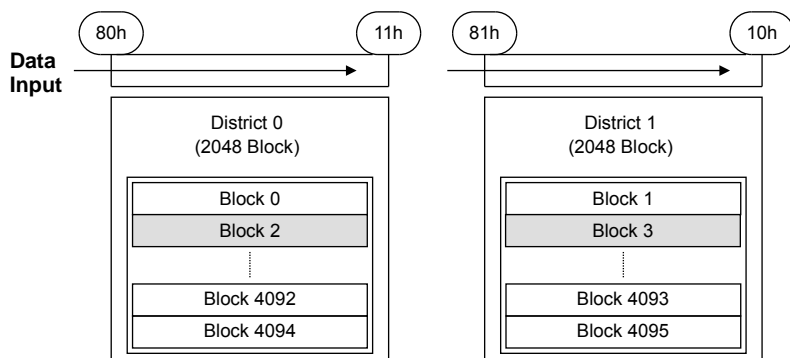 80h 11h 81h 10h
Data
Input
District 0
(2048 Block)
Block 0
Block 2
Block 4092
Block 4094
District 1
(2048 Block)
Block 1
Block 3
Block 4093
Block 4095